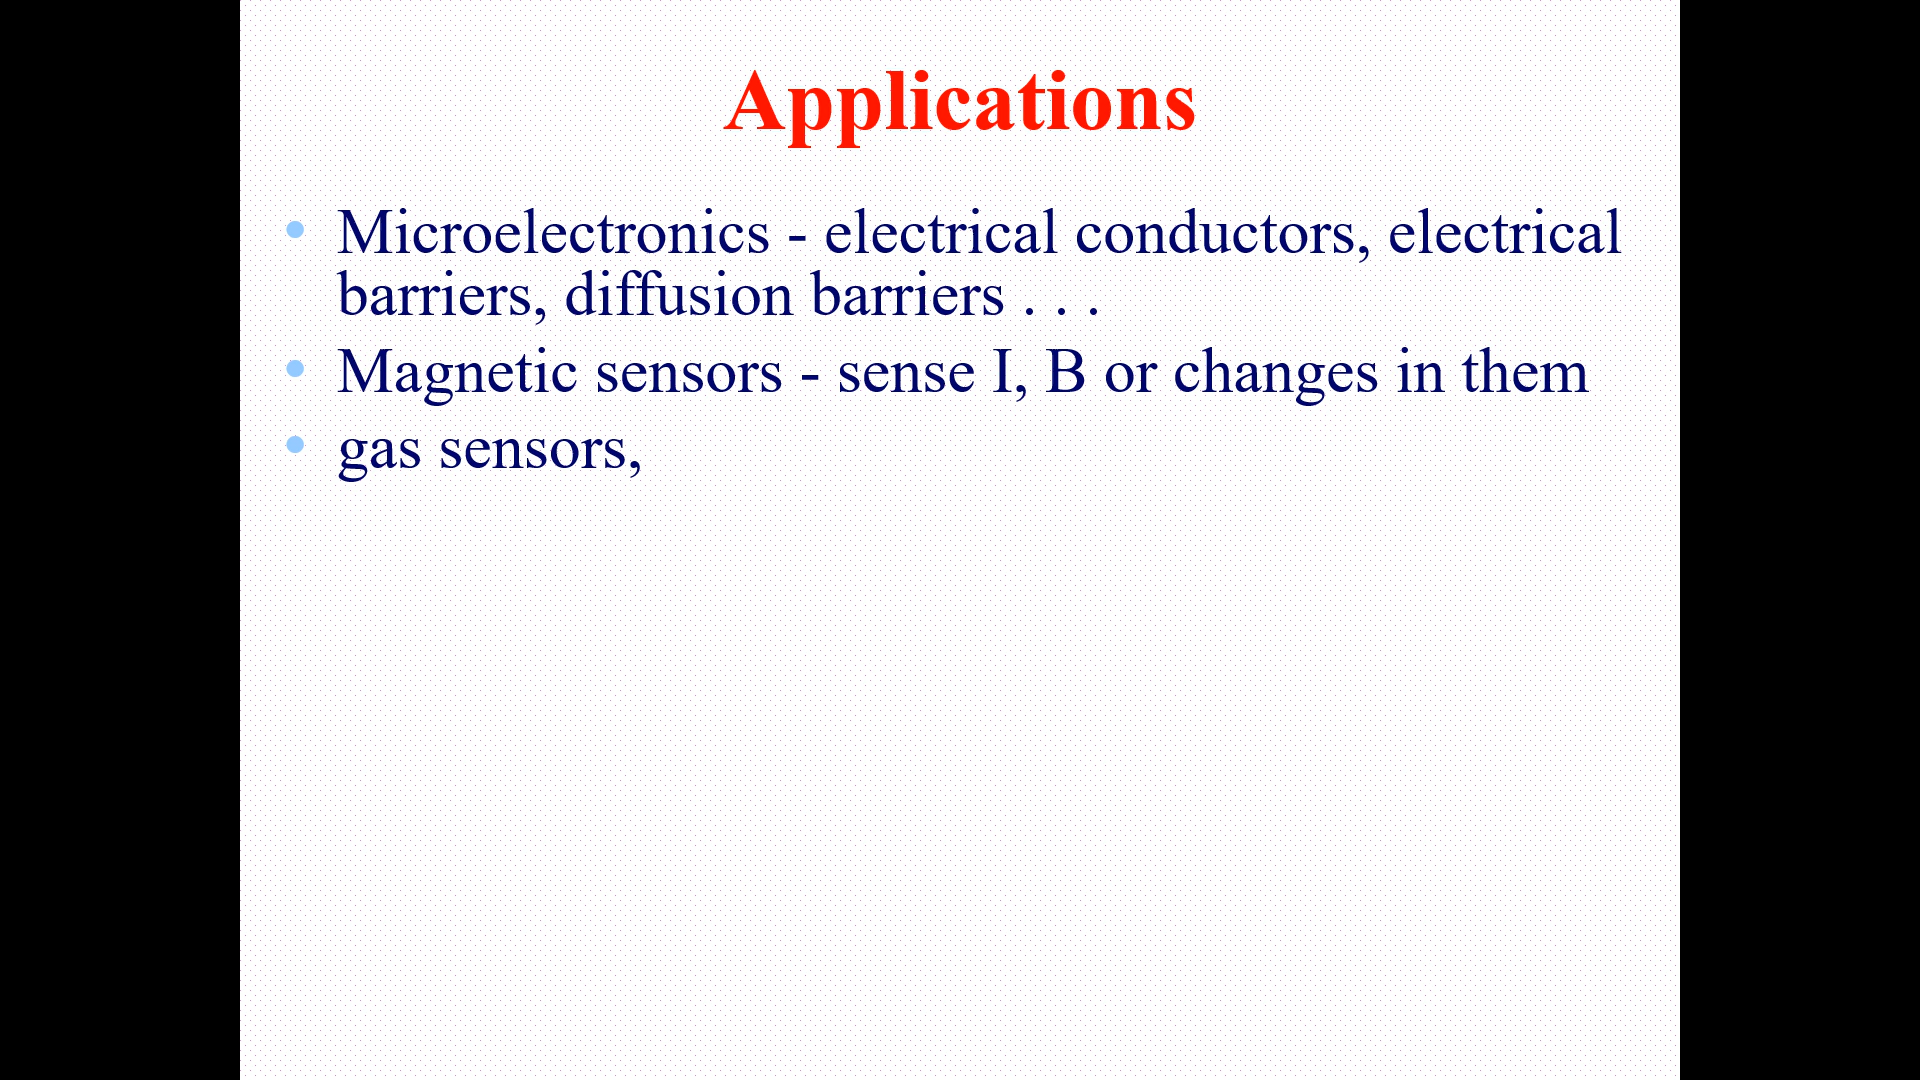 Applications
• Microelectronics - electrical conductors, electrical
barriers, diffusion barriers . . .
• Magnetic sensors - sense I, B or changes in them
• gas sensors,